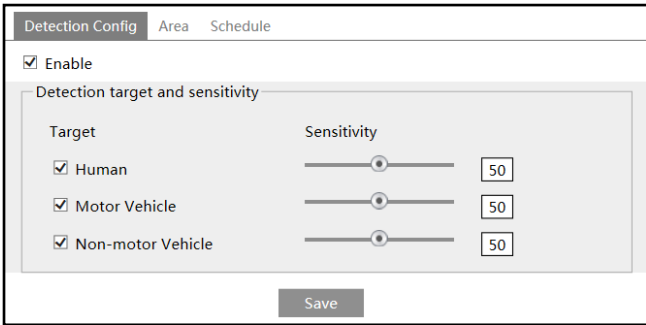 Detection Config Area Schedule
Enable
Detection target and sensitivity
Target Sensitivity
Human 50
Motor Vehicle 50
Non-motor Vehicle 50
Save